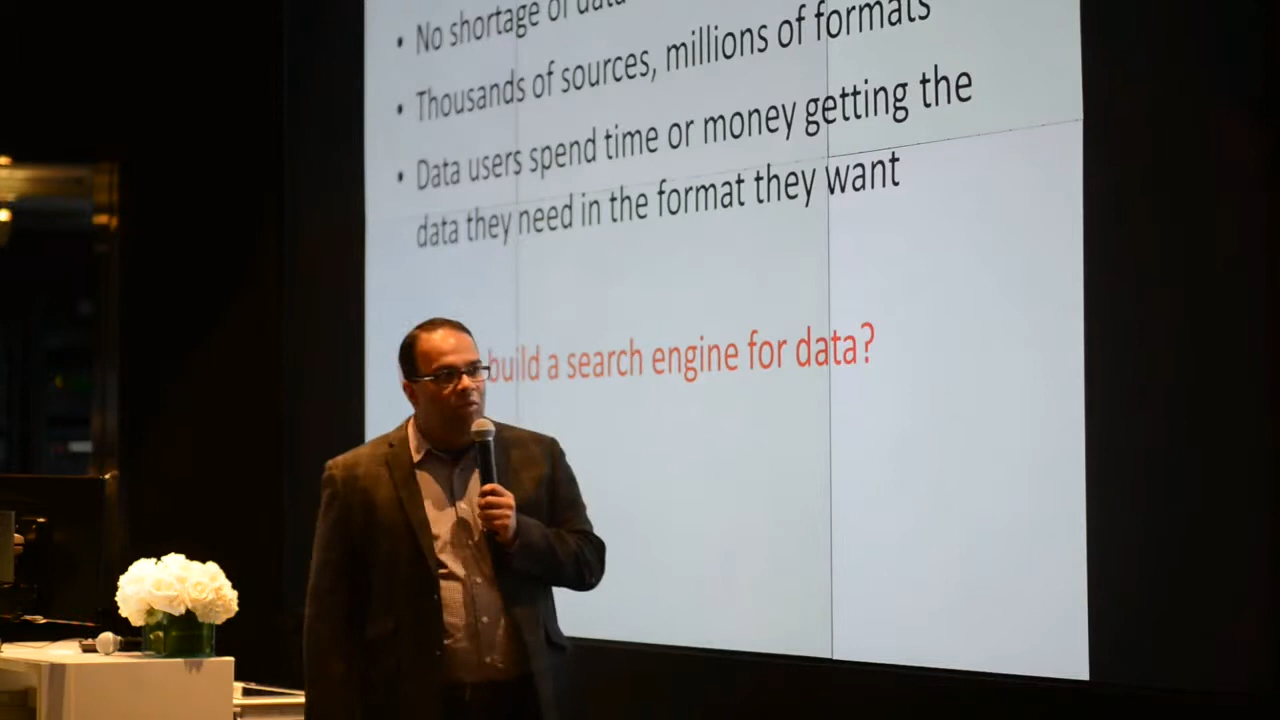 • No shortage of data
• Thousands of sources, millions of formats
• Data users spend time or money getting the
data they need in the format they want
build a search engine for data?